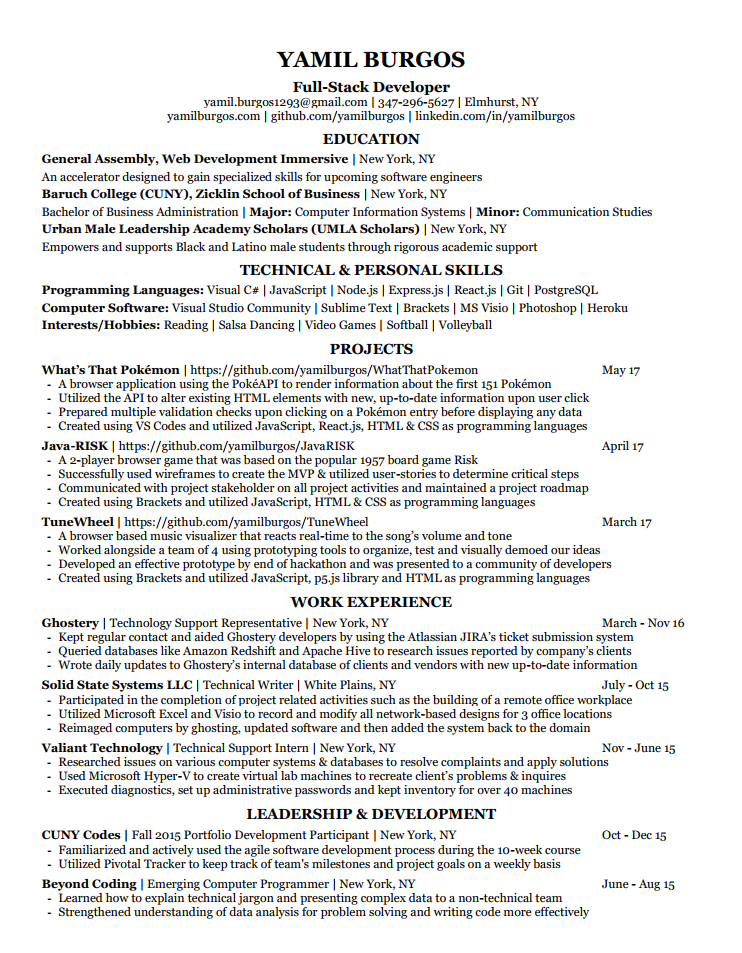 YAMIL BURGOS
Full-Stack Developer
yamil.burgos1293@gmail.com | 347-296-5627 | Elmhurst, NY
yamilburgos.com | github.com/yamilburgos | linkedin.com/in/yamilburgos
EDUCATION
General Assembly, Web Development Immersive | New York, NY
An accelerator designed to gain specialized skills for upcoming software engineers
Baruch College (CUNY), Zicklin School of Business | New York, NY
Bachelor of Business Administration | Major: Computer Information Systems | Minor: Communication Studies
Urban Male Leadership Academy Scholars (UMLA Scholars) | New York, NY
Empowers and supports Black and Latino male students through rigorous academic support
TECHNICAL & PERSONAL SKILLS
Programming Languages: Visual C# | JavaScript | Node.js | Express.js | React.js | Git | PostgreSQL
Computer Software: Visual Studio Community | Sublime Text | Brackets | MS Visio | Photoshop | Heroku
Interests/Hobbies: Reading | Salsa Dancing | Video Games | Softball | Volleyball
PROJECTS
What's That Pokémon | https://github.com/yamilburgos/WhatThatPokemon May 17
- A browser application using the PokéAPI to render information about the first 151 Pokémon
- Utilized the API to alter existing HTML elements with new, up-to-date information upon user click
- Prepared multiple validation checks upon clicking on a Pokémon entry before displaying any data
- Created using VS Codes and utilized JavaScript, React.js, HTML & CSS as programming languages
Java-RISK | https://github.com/yamilburgos/JavaRISK April 17
- A 2-player browser game that was based on the popular 1957 board game Risk
- Successfully used wireframes to create the MVP & utilized user-stories to determine critical steps
- Communicated with project stakeholder on all project activities and maintained a project roadmap
- Created using Brackets and utilized JavaScript, HTML & CSS as programming languages
TuneWheel | https://github.com/yamilburgos/TuneWheel March 17
- A browser based music visualizer that reacts real-time to the song's volume and tone
- Worked alongside a team of 4 using prototyping tools to organize, test and visually demoed our ideas
- Developed an effective prototype by end of hackathon and was presented to a community of developers
- Created using Brackets and utilized JavaScript, p5.js library and HTML as programming languages
WORK EXPERIENCE
Ghostery | Technology Support Representative | New York, NY March - Nov 16
- Kept regular contact and aided Ghostery developers by using the Atlassian JIRA's ticket submission system
- Queried databases like Amazon Redshift and Apache Hive to research issues reported by company's clients
- Wrote daily updates to Ghostery's internal database of clients and vendors with new up-to-date information
Solid State Systems LLC | Technical Writer | White Plains, NY July - Oct 15
- Participated in the completion of project related activities such as the building of a remote office workplace
- Utilized Microsoft Excel and Visio to record and modify all network-based designs for 3 office locations
- Reimaged computers by ghosting, updated software and then added the system back to the domain
Valiant Technology | Technical Support Intern | New York, NY Nov - June 15
- Researched issues on various computer systems & databases to resolve complaints and apply solutions
- Used Microsoft Hyper-V to create virtual lab machines to recreate client's problems & inquires
- Executed diagnostics, set up administrative passwords and kept inventory for over 40 machines
LEADERSHIP & DEVELOPMENT
CUNY Codes | Fall 2015 Portfolio Development Participant | New York, NY Oct - Dec 15
- Familiarized and actively used the agile software development process during the 10-week course
- Utilized Pivotal Tracker to keep track of team's milestones and project goals on a weekly basis
Beyond Coding | Emerging Computer Programmer | New York, NY June - Aug 15
- Learned how to explain technical jargon and presenting complex data to a non-technical team
- Strengthened understanding of data analysis for problem solving and writing code more effectively